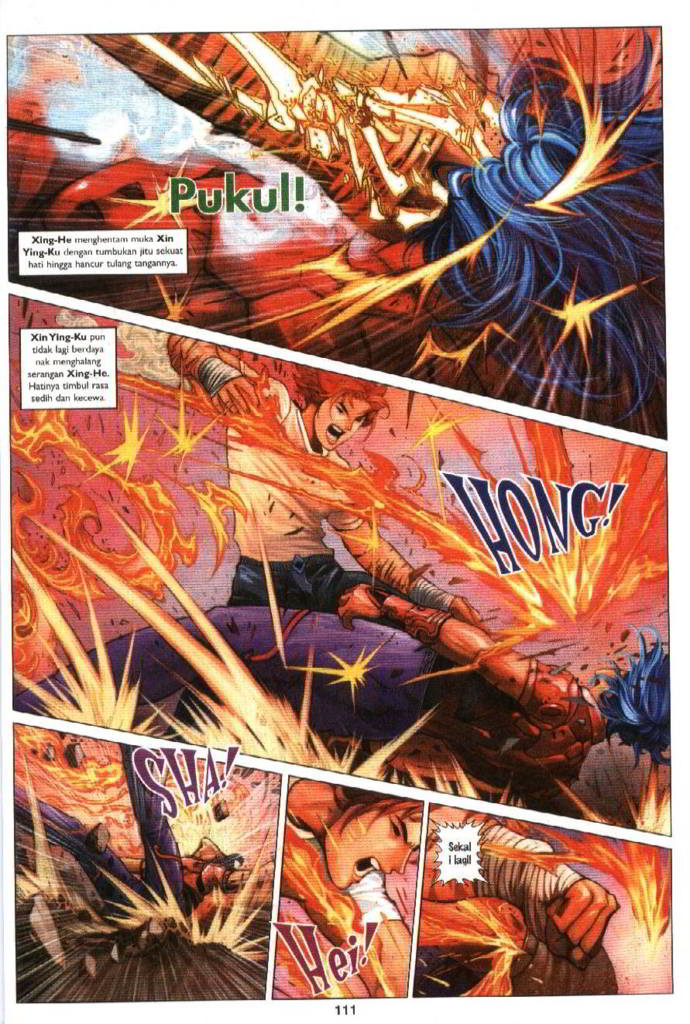 Pukul!
Xing-He menghentam muka Xin
Ying-Ku dengan tumbukan jitu sekuat
hati hingga hancur tulang tangannya.
Xin Ying-Ku pun
tidak lagi berdaya
nak menghalang
serangan Xing-He.
Hatinya timbul rasa
sedih dan kecewa.
HONG!
SHA!
Hei!
Sekal
i lagi!
111